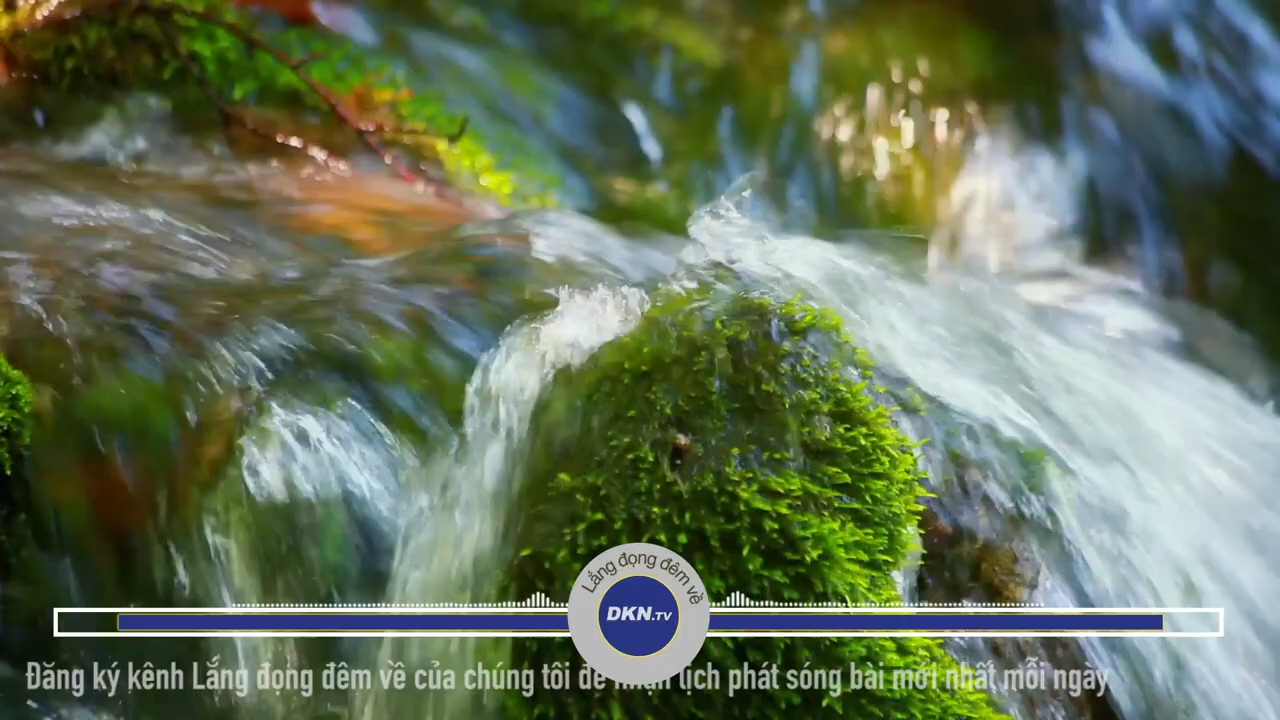 Lắng đọng đêm về
DKN.TV
Đăng ký kênh Lắng đọng đêm về của chúng tôi để nhận lịch phát sóng bài mới nhất mỗi ngày